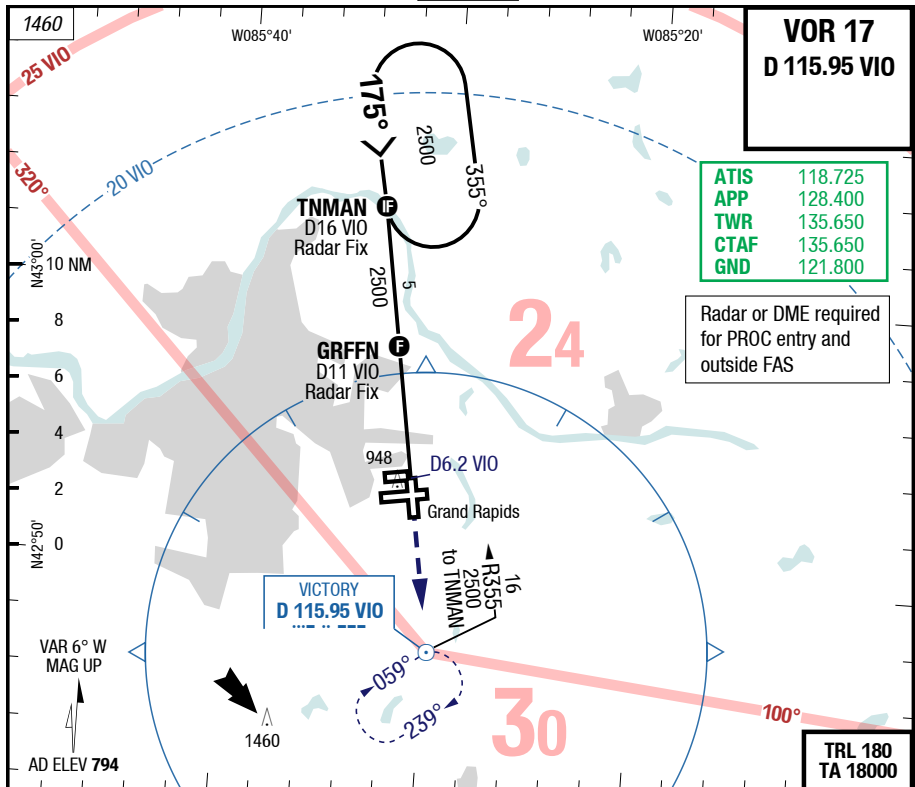 1460
W085°40'
W085°20'
VOR 17
D 115.95 VIO
25 VIO
175°
2500
355°
20 VIO
320°
ATIS 118.725
APP 128.400
TWR 135.650
CTAF 135.650
GND 121.800
TNMAN
IF
D16 VIO
Radar Fix
N43°00'
10 NM
2500
5
Radar or DME required
for PROC entry and
outside FAS
24
8
GRFFN
F
D11 VIO
Radar Fix
6
4
948
D6.2 VIO
2
Grand Rapids
N42°50'
0
16
R355
2500
to TNMAN
VICTORY
D 115.95 VIO
VAR 6° W
MAG UP
059°
239°
30
100°
1460
AD ELEV 794
TRL 180
TA 18000